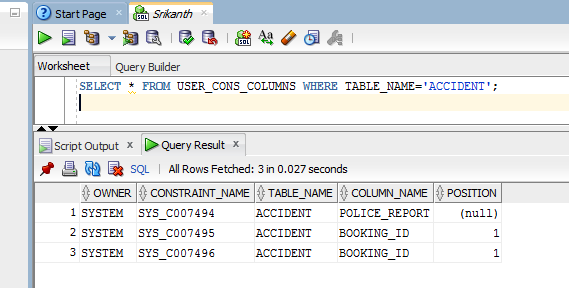 Start Page
Srikanth
SQL
Aa
Worksheet
Query Builder
SELECT * FROM USER_CONS_COLUMNS WHERE TABLE_NAME='ACCIDENT';
Script Output x
Query Result x
SQL | All Rows Fetched: 3 in 0.027 seconds
OWNER CONSTRAINT_NAME TABLE_NAME COLUMN_NAME POSITION
1 SYSTEM SYS_C007494 ACCIDENT POLICE_REPORT (null)
2 SYSTEM SYS_C007495 ACCIDENT BOOKING_ID 1
3 SYSTEM SYS_C007496 ACCIDENT BOOKING_ID 1